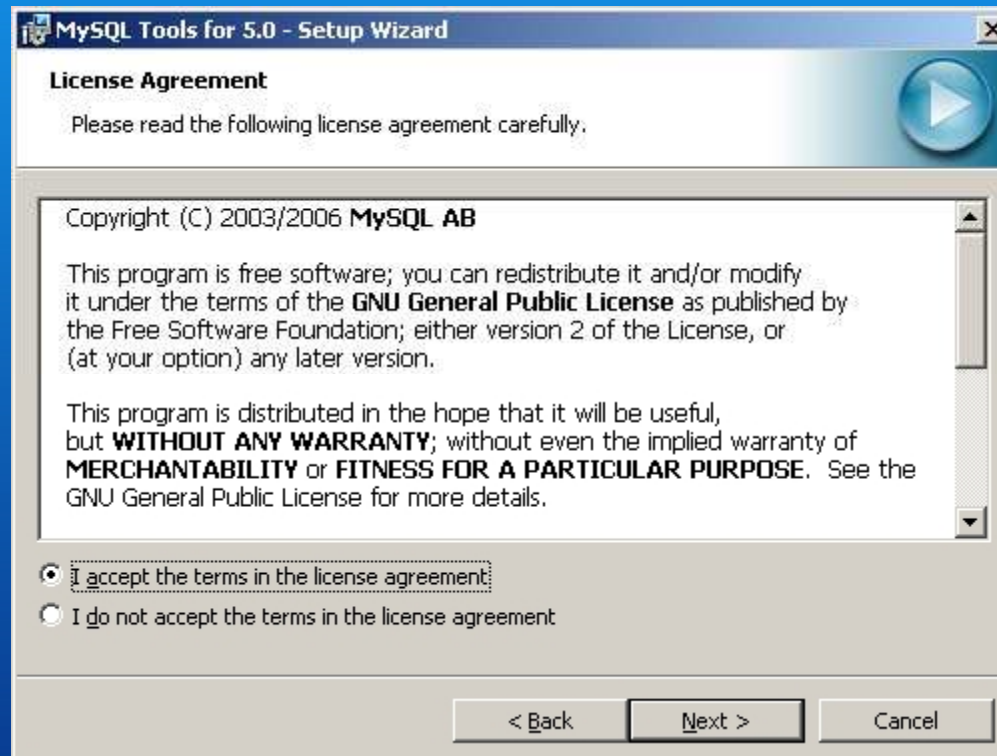 MySQL Tools for 5.0 - Setup Wizard
License Agreement
Please read the following license agreement carefully.
Copyright (C) 2003/2006 MySQL AB
This program is free software; you can redistribute it and/or modify
it under the terms of the GNU General Public License as published by
the Free Software Foundation; either version 2 of the License, or
(at your option) any later version.
This program is distributed in the hope that it will be useful,
but WITHOUT ANY WARRANTY; without even the implied warranty of
MERCHANTABILITY or FITNESS FOR A PARTICULAR PURPOSE.  See the
GNU General Public License for more details.
I accept the terms in the license agreement
I do not accept the terms in the license agreement
< Back
Next >
Cancel